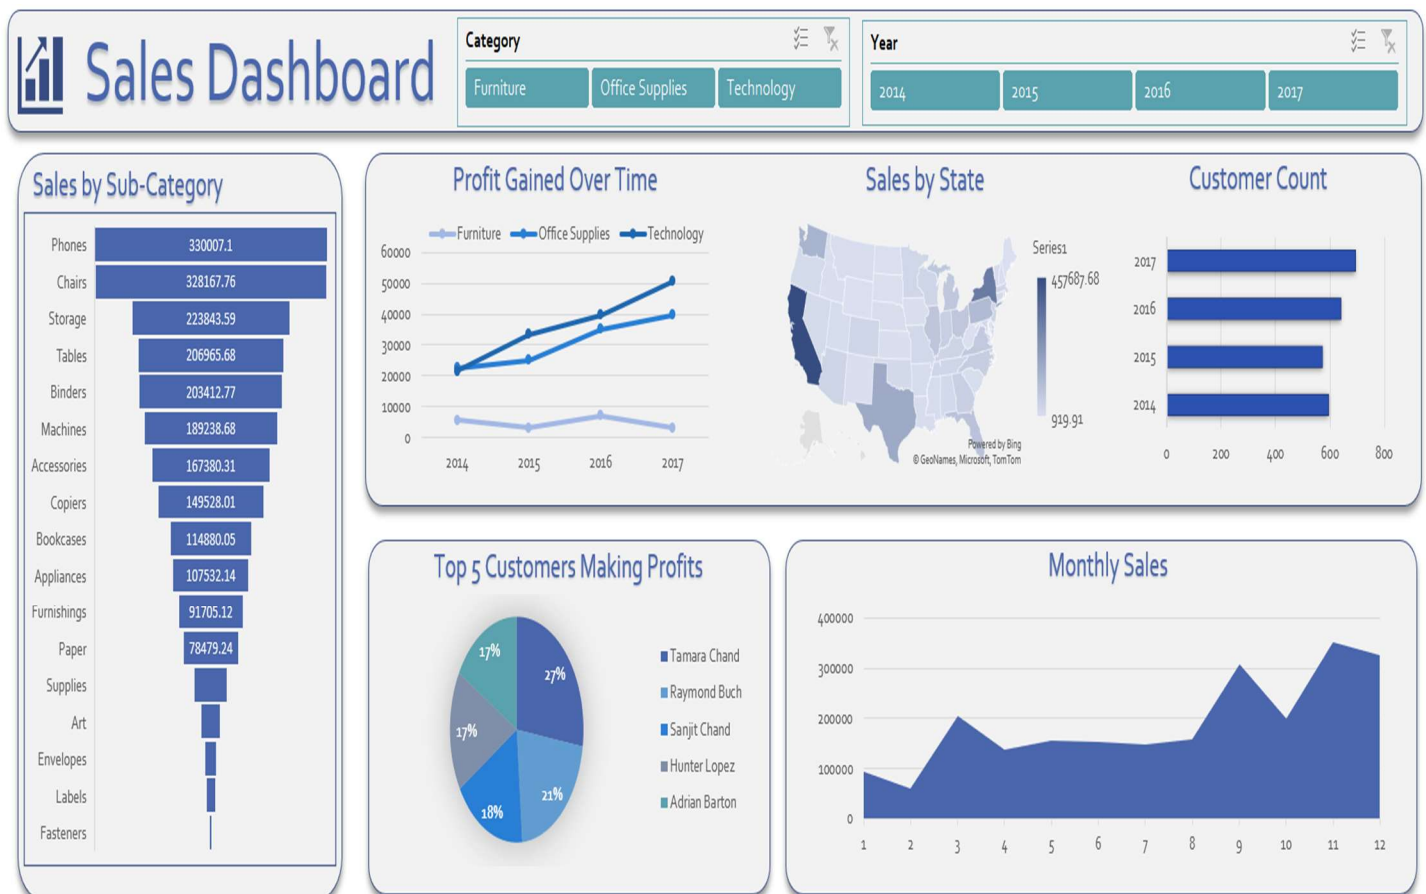 Sales Dashboard
Category
Furniture
Office Supplies
Technology
Year
2014
2015
2016
2017
Sales by Sub-Category
Phones 330007.1
Chairs 328167.76
Storage 223843.59
Tables 206965.68
Binders 203412.77
Machines 189238.68
Accessories 167380.31
Copiers 149528.01
Bookcases 114880.05
Appliances 107532.14
Furnishings 91705.12
Paper 78479.24
Supplies
Art
Envelopes
Labels
Fasteners
Profit Gained Over Time
Furniture Office Supplies Technology
60000
50000
40000
30000
20000
10000
0
2014 2015 2016 2017
Sales by State
Series1
457687.68
919.91
Powered by Bing
© GeoNames, Microsoft, TomTom
Customer Count
2017
2016
2015
2014
0 200 400 600 800
Top 5 Customers Making Profits
17%
27%
17%
21%
18%
Tamara Chand
Raymond Buch
Sanjit Chand
Hunter Lopez
Adrian Barton
Monthly Sales
400000
300000
200000
100000
0
1 2 3 4 5 6 7 8 9 10 11 12